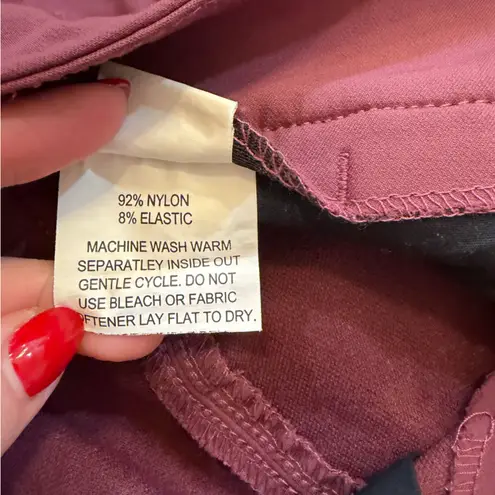 92% NYLON
8% ELASTIC
MACHINE WASH WARM
SEPARATLEY INSIDE OUT
GENTLE CYCLE. DO NOT
USE BLEACH OR FABRIC
OFTENER LAY FLAT TO DRY.